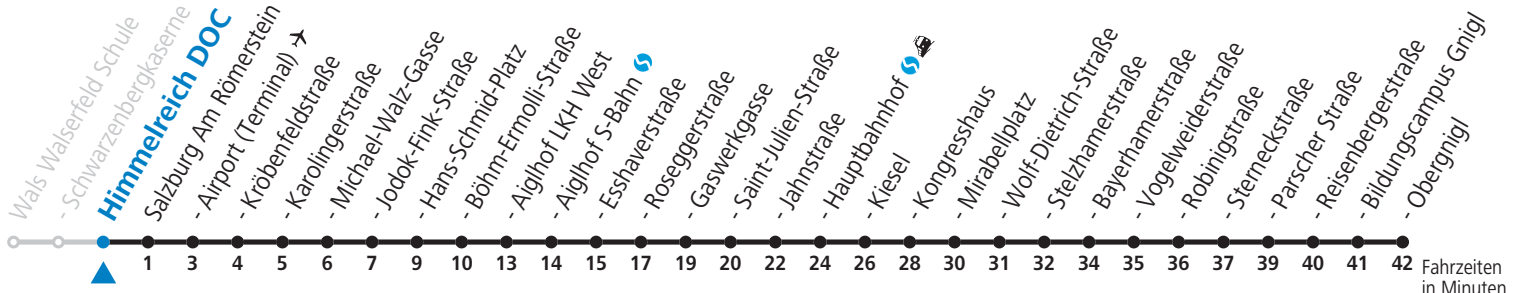 Wals Walserfeld Schule
- Schwarzenbergkaserne
Himmelreich DOC
Salzburg Am Römerstein
- Airport (Terminal)
- Kröbenfeldstraße
- Karolingerstraße
- Michael-Walz-Gasse
- Jodok-Fink-Straße
- Hans-Schmid-Platz
- Böhm-Ermolli-Straße
- Aiglhof LKH West
- Aiglhof S-Bahn
- Esshaverstraße
- Roseggerstraße
- Gaswerkgasse
- Saint-Julien-Straße
- Jahnstraße
- Hauptbahnhof
- Kiesel
- Kongresshaus
- Mirabellplatz
- Wolf-Dietrich-Straße
- Stelzhamerstraße
- Bayerhamerstraße
- Vogelweiderstraße
- Robinigstraße
- Sterneckstraße
- Parscher Straße
- Reisenbergerstraße
- Bildungscampus Gnigl
- Obergnigl
1 3 4 5 6 7 9 10 13 14 15 17 19 20 22 24 26 28 30 31 32 34 35 36 37 39 40 41 42 Fahrzeiten
in Minuten